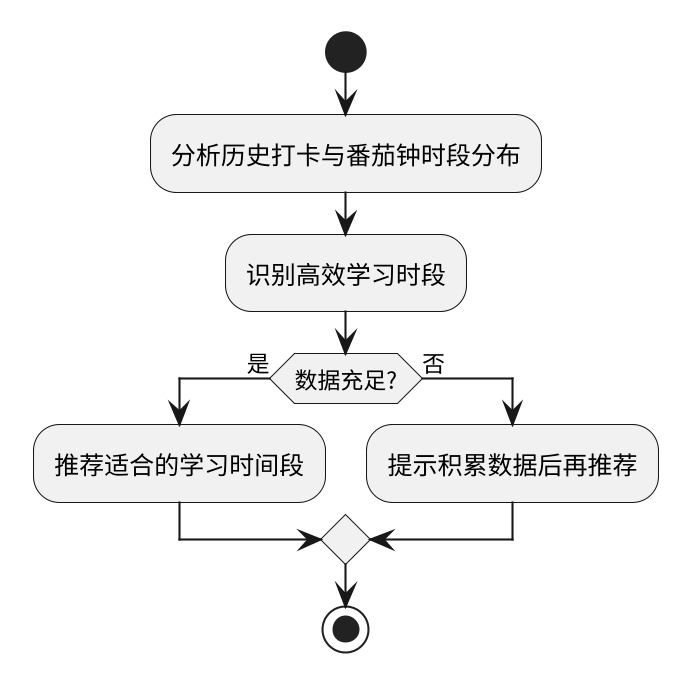 分析历史打卡与番茄钟时段分布
识别高效学习时段
是
数据充足?
否
推荐适合的学习时间段
提示积累数据后再推荐